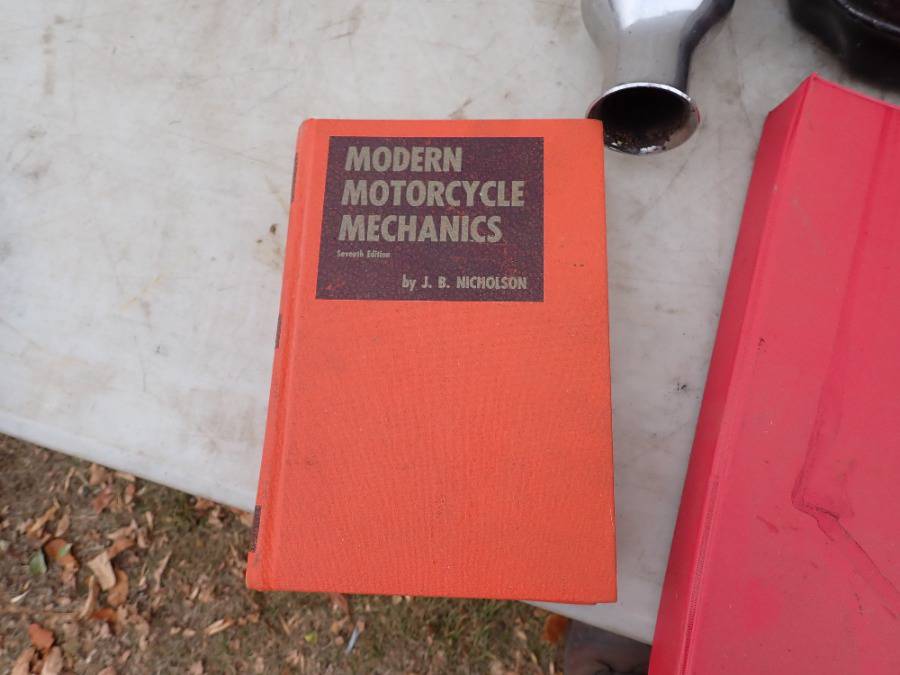 MODERN
MOTORCYCLE
MECHANICS
Seventh Edition
by J. B. NICHOLSON